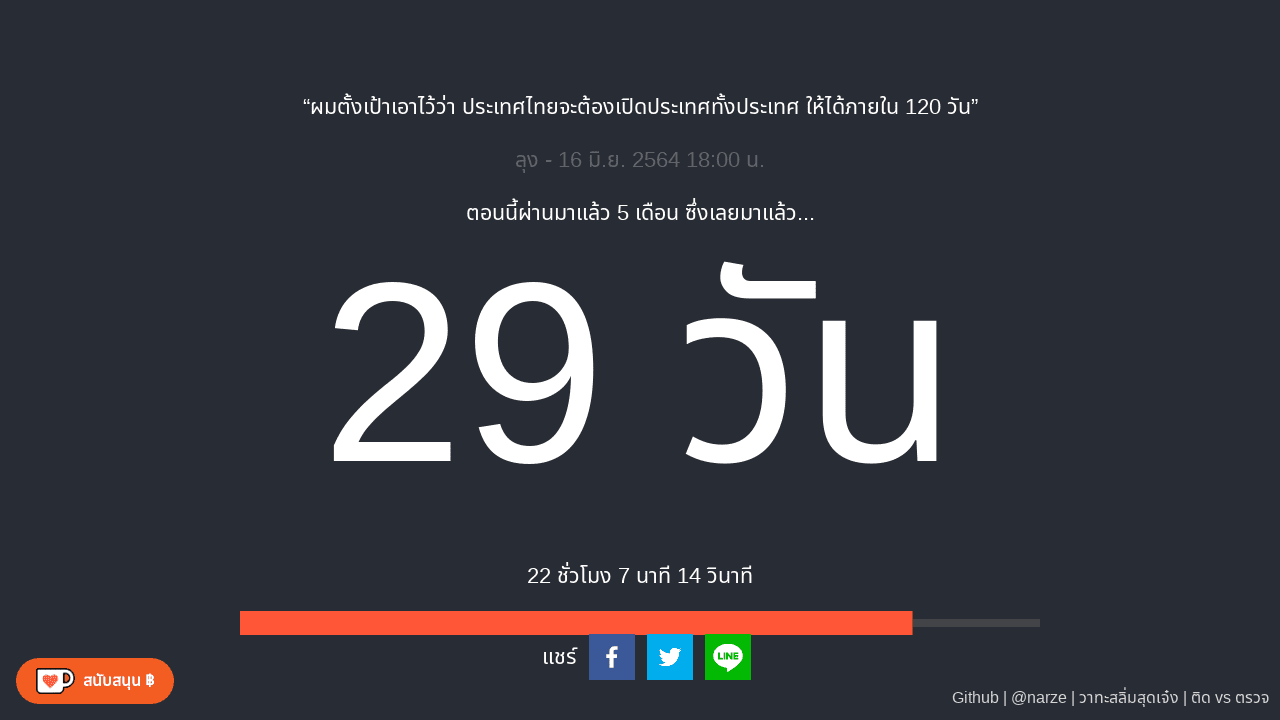 “ผมตั้งเป้าเอาไว้ว่า ประเทศไทยจะต้องเปิดประเทศทั้งประเทศ ให้ได้ภายใน 120 วัน”
ลุง - 16 มิ.ย. 2564 18:00 น.
ตอนนี้ผ่านมาแล้ว 5 เดือน ซึ่งเลยมาแล้ว...
29 วัน
22 ชั่วโมง 7 นาที 14 วินาที
แชร์
LINE
สนับสนุน ฿
Github | @narze | วาทะสลิ่มสุดเจ๋ง | ติด vs ตรวจ